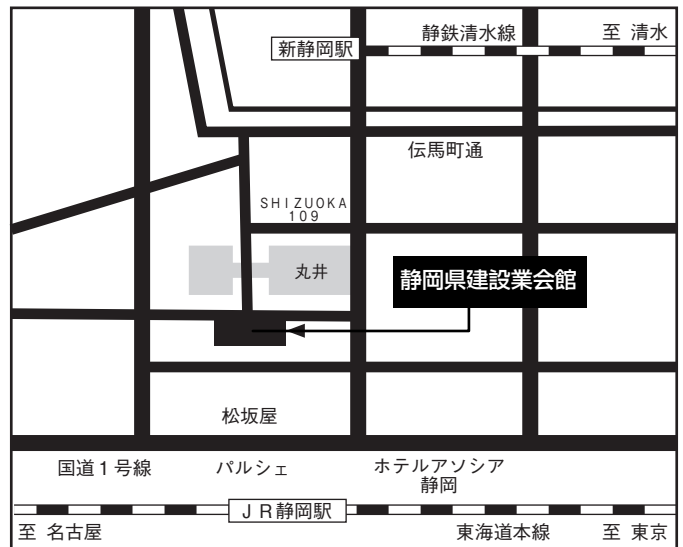 静鉄清水線
至 清水
新静岡駅
伝馬町通
SHIZUOKA
109
丸井
静岡県建設業会館
松坂屋
国道1号線
パルシェ
ホテルアソシア
静岡
JR静岡駅
至 名古屋
東海道本線
至 東京